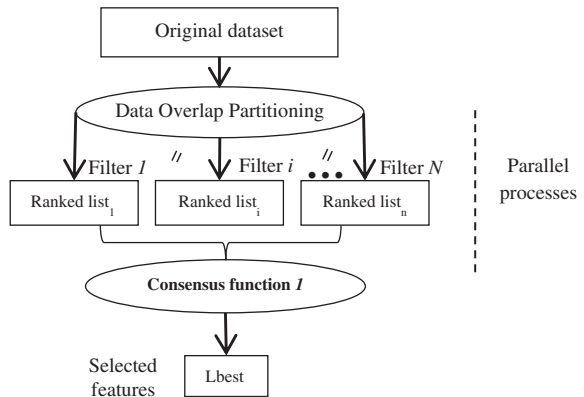 Original dataset
Data Overlap Partitioning
Filter 1
//
Filter i
//
•••
Filter N
Parallel
processes
Ranked list1
Ranked listi
Ranked listn
Consensus function 1
Selected
features
Lbest